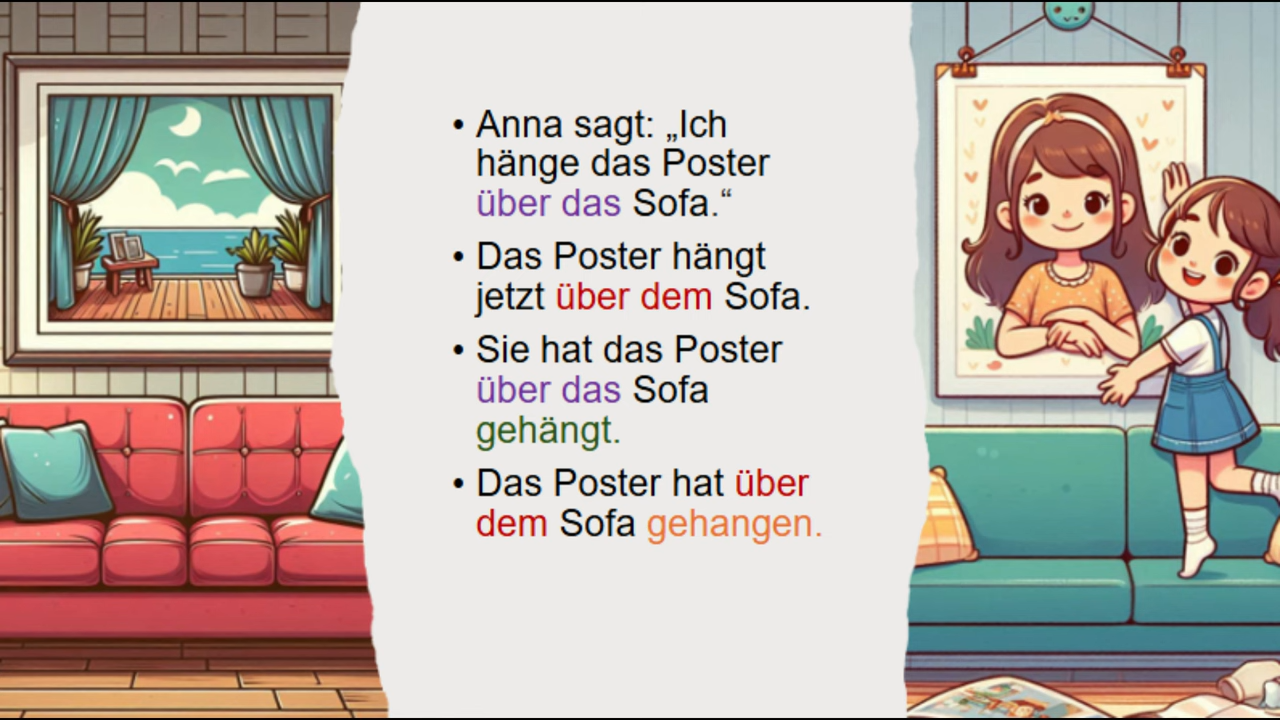 • Anna sagt: „Ich
hänge das Poster
über das Sofa.“
• Das Poster hängt
jetzt über dem Sofa.
• Sie hat das Poster
über das Sofa
gehängt.
• Das Poster hat über
dem Sofa gehangen.